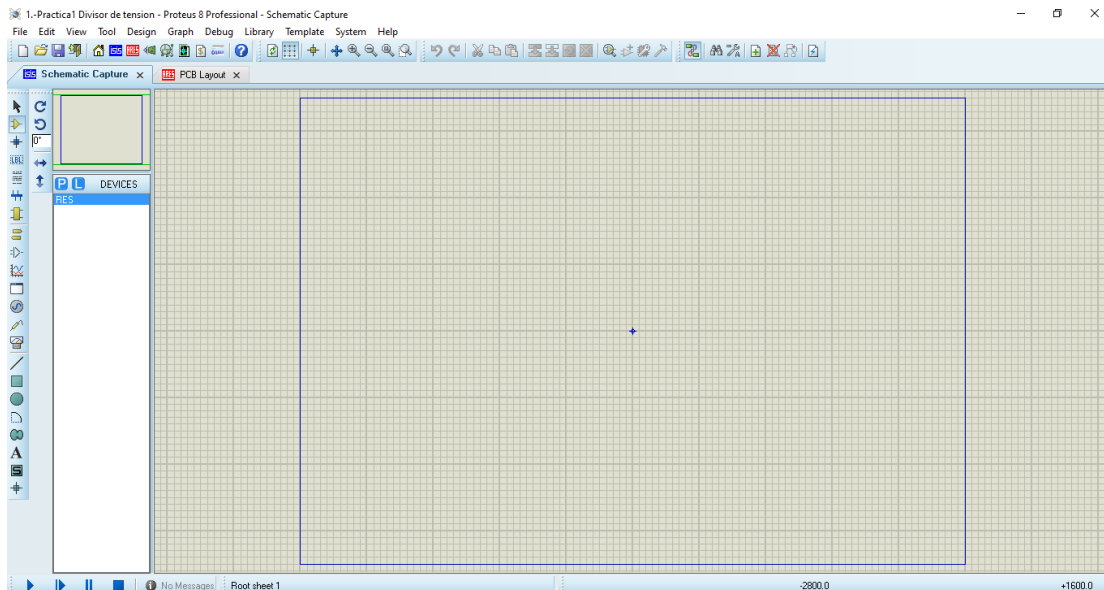 1.-Practica1 Divisor de tension - Proteus 8 Professional - Schematic Capture
File Edit View Tool Design Graph Debug Library Template System Help
Schematic Capture PCB Layout
0°
LBL
P L DEVICES
RES
A
S
No Messages Root sheet 1 -2800.0 +1600.0